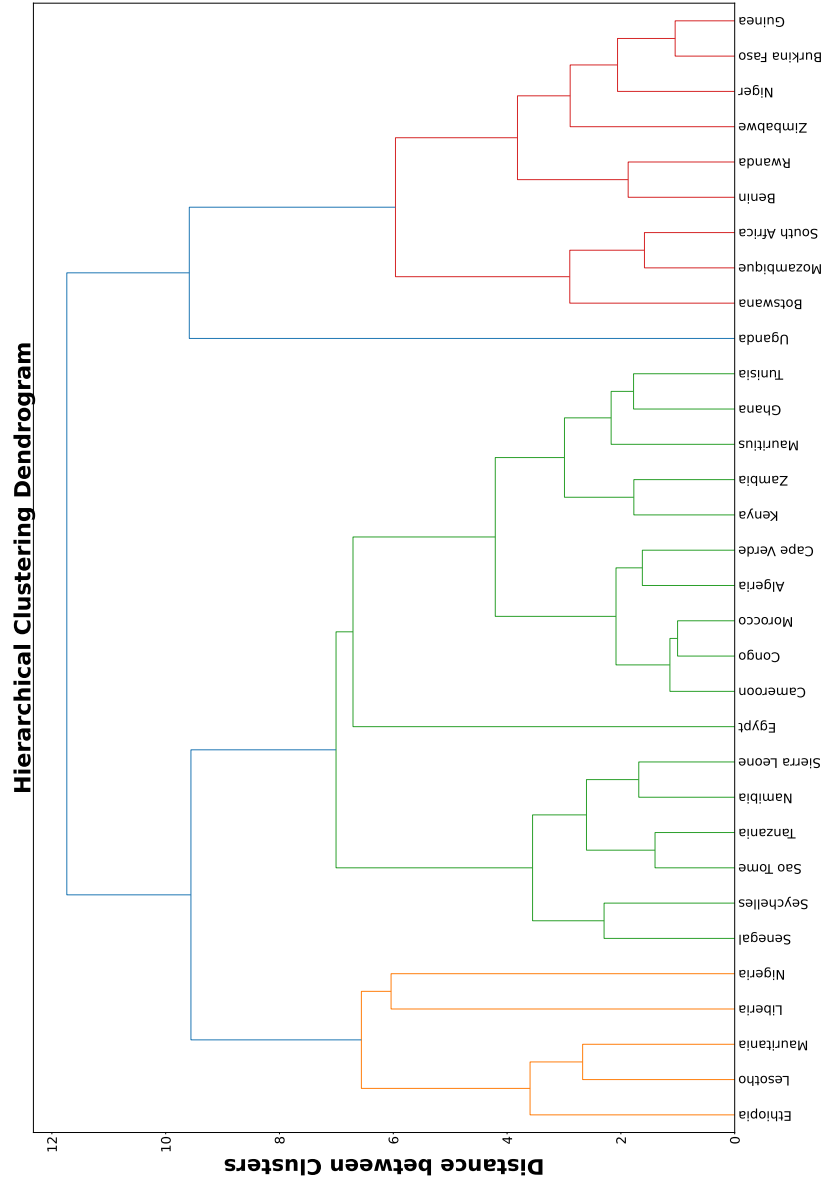 Hierarchical Clustering Dendrogram
Distance between Clusters
12
10
8
6
4
2
0
Guinea
Burkina Faso
Niger
Zimbabwe
Rwanda
Benin
South Africa
Mozambique
Botswana
Uganda
Tunisia
Ghana
Mauritius
Zambia
Kenya
Cape Verde
Algeria
Morocco
Congo
Cameroon
Egypt
Sierra Leone
Namibia
Tanzania
Sao Tome
Seychelles
Senegal
Nigeria
Liberia
Mauritania
Lesotho
Ethiopia